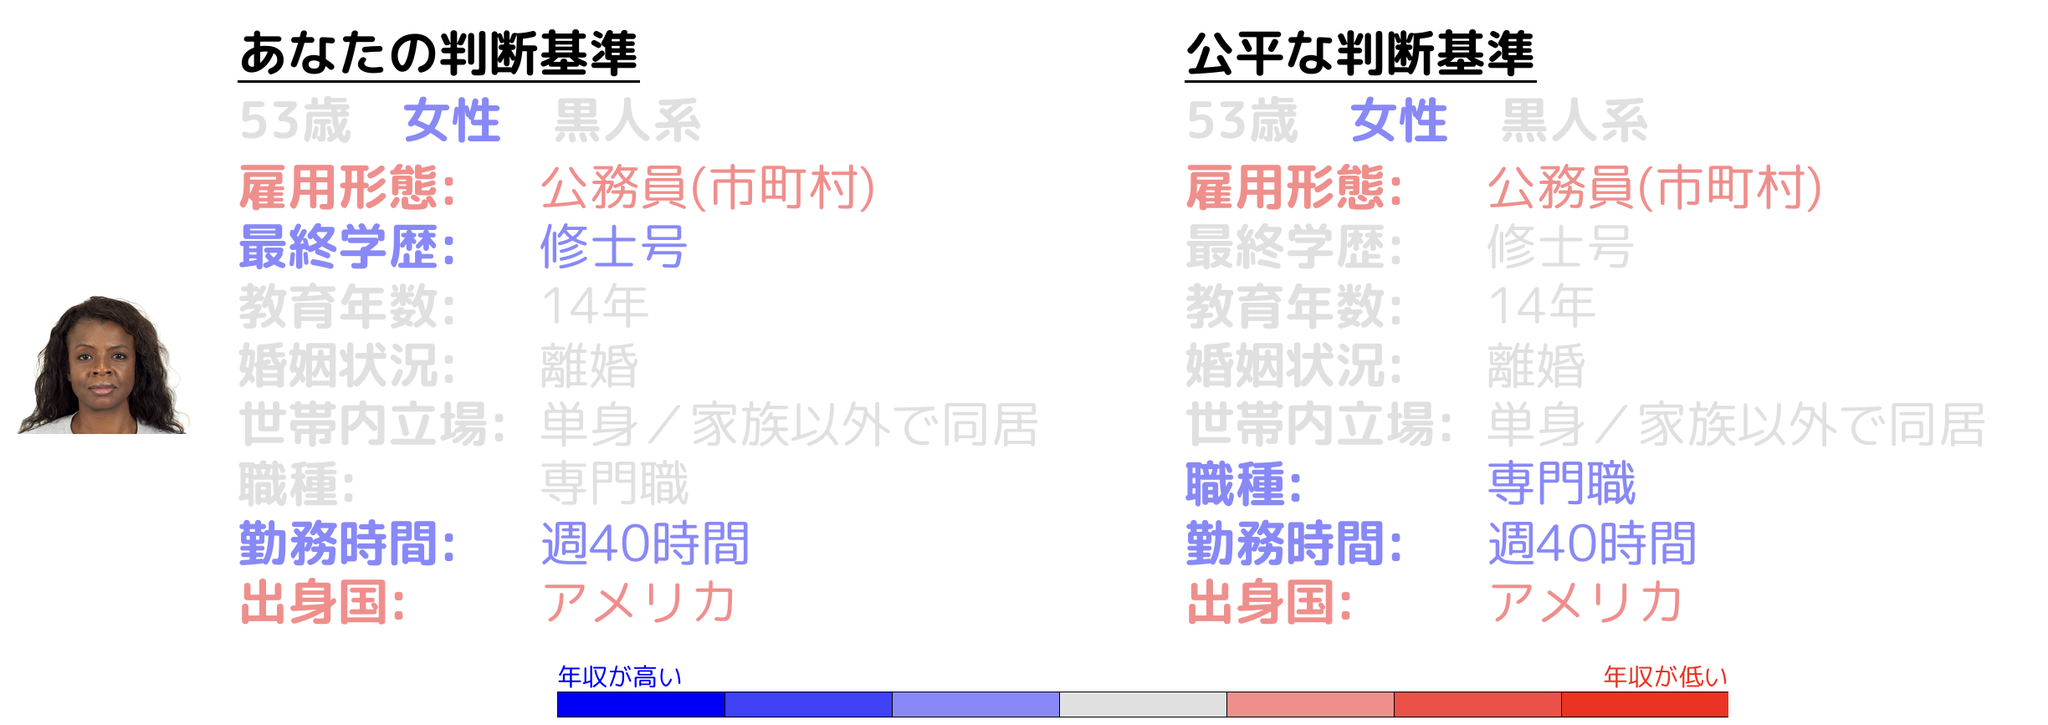 あなたの判断基準
53歳 女性 黒人系
雇用形態: 公務員(市町村)
最終学歴: 修士号
教育年数: 14年
婚姻状況: 離婚
世帯内立場: 単身／家族以外で同居
職種: 専門職
勤務時間: 週40時間
出身国: アメリカ
公平な判断基準
53歳 女性 黒人系
雇用形態: 公務員(市町村)
最終学歴: 修士号
教育年数: 14年
婚姻状況: 離婚
世帯内立場: 単身／家族以外で同居
職種: 専門職
勤務時間: 週40時間
出身国: アメリカ
年収が高い
年収が低い